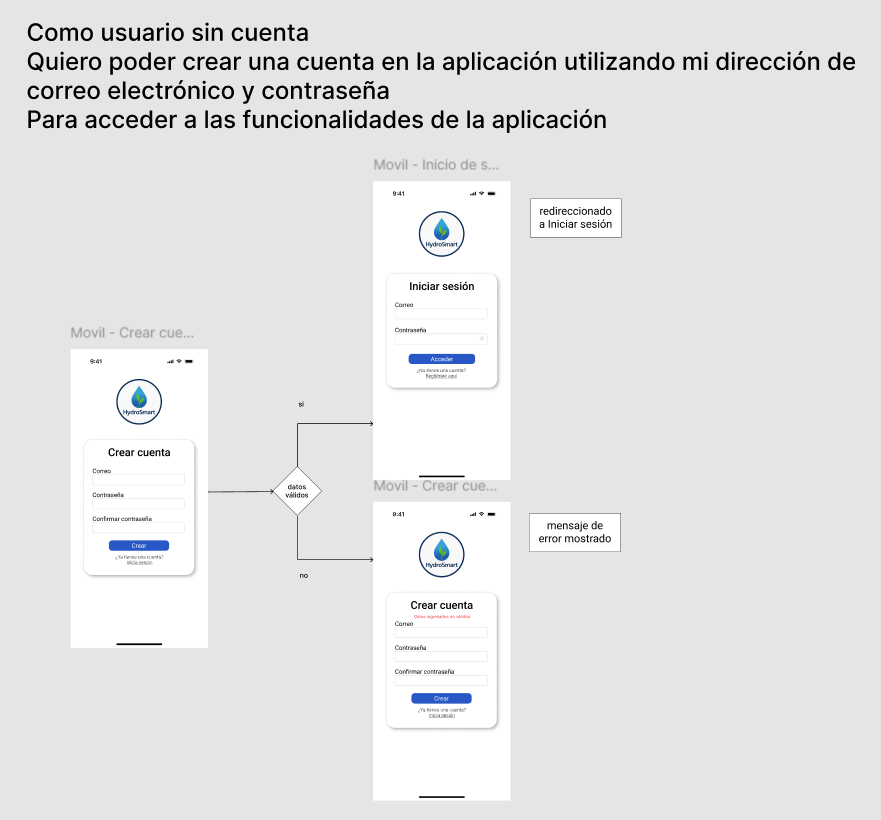 Como usuario sin cuenta
Quiero poder crear una cuenta en la aplicación utilizando mi dirección de
correo electrónico y contraseña
Para acceder a las funcionalidades de la aplicación
Movil - Inicio de s...
9:41
HydroSmart
Iniciar sesión
Correo
Contraseña
Acceder
¿No tienes una cuenta?
Regístrate aquí
redireccionado
a Iniciar sesión
Movil - Crear cue...
9:41
HydroSmart
Crear cuenta
Correo
Contraseña
Confirmar contraseña
Crear
¿Ya tienes una cuenta?
Inicia sesión
datos
válidos
si
no
Movil - Crear cue...
9:41
HydroSmart
Crear cuenta
Datos ingresados no válidos
Correo
Contraseña
Confirmar contraseña
Crear
¿Ya tienes una cuenta?
Inicia sesión
mensaje de
error mostrado